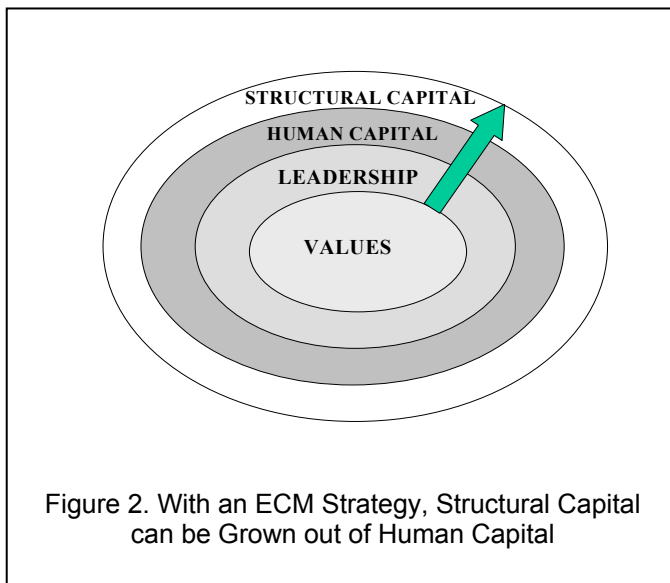 STRUCTURAL CAPITAL
HUMAN CAPITAL
LEADERSHIP
VALUES
Figure 2. With an ECM Strategy, Structural Capital
can be Grown out of Human Capital